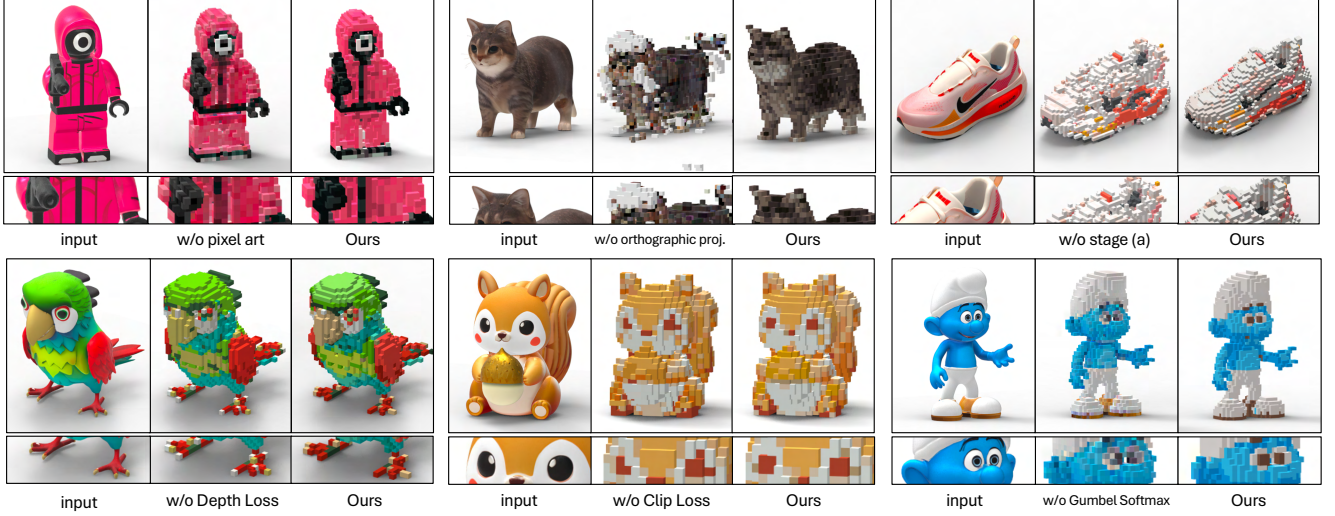 input w/o pixel art Ours
input w/o orthographic proj. Ours
input w/o stage (a) Ours
input w/o Depth Loss Ours
input w/o Clip Loss Ours
input w/o Gumbel Softmax Ours